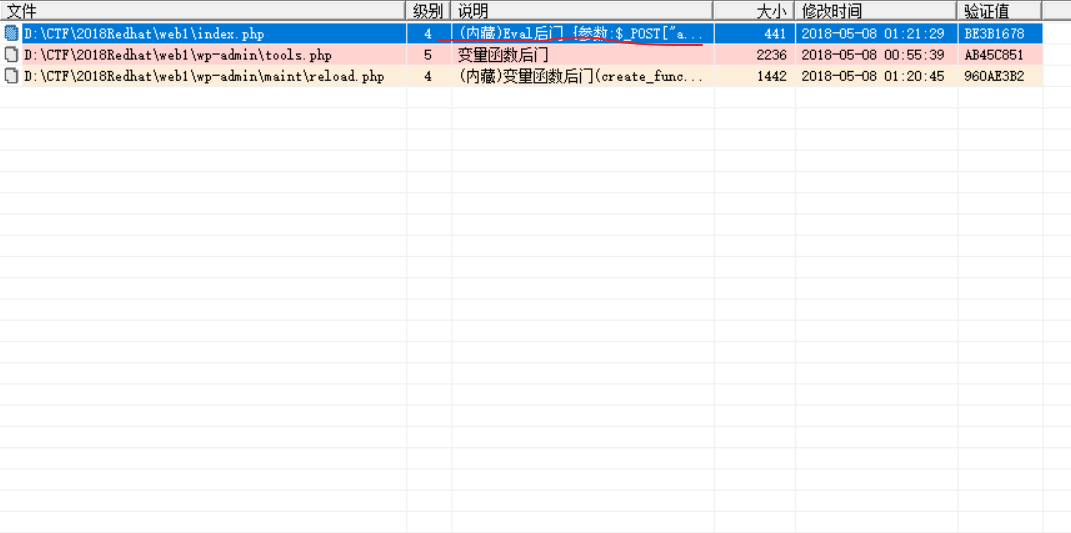 文件 级别 说明 大小 修改时间 验证值
D:\CTF\2018Redhat\web1\index.php 4 (内藏)Eval后门 {参数:$_POST["a... 441 2018-05-08 01:21:29 BE3B1678
D:\CTF\2018Redhat\web1\wp-admin\tools.php 5 变量函数后门 2236 2018-05-08 00:55:39 AB45C851
D:\CTF\2018Redhat\web1\wp-admin\maint\reload.php 4 (内藏)变量函数后门(create_func... 1442 2018-05-08 01:20:45 960AE3B2